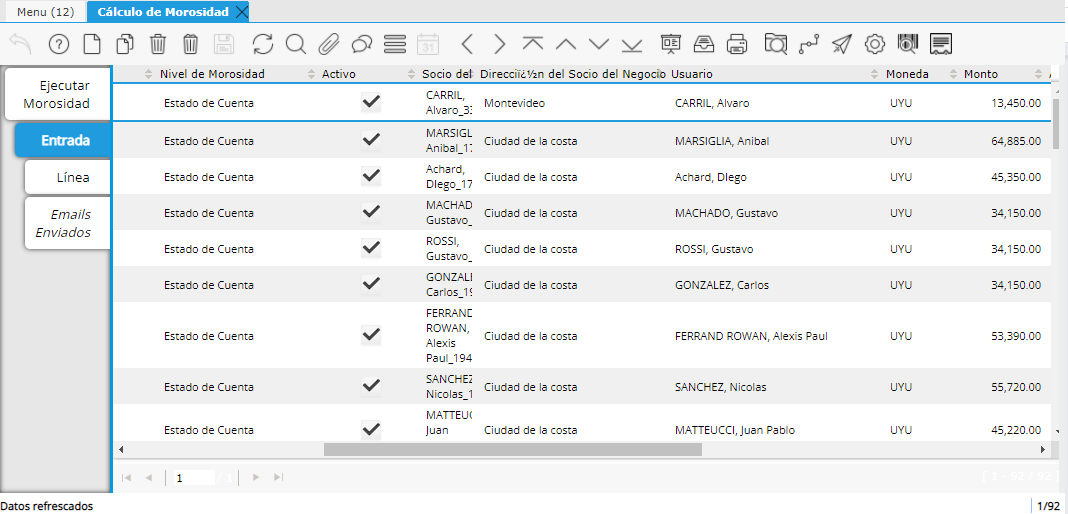 Menu (12)
Cálculo de Morosidad
31
Ejecutar
Morosidad
Entrada
Línea
Emails
Enviados
Nivel de Morosidad Activo Socio del Direcciï¿½n del Socio del Negocio Usuario Moneda Monto
Estado de Cuenta CARRIL, Alvaro_33 Montevideo CARRIL, Alvaro UYU 13,450.00
Estado de Cuenta MARSIGL Anibal_17 Ciudad de la costa MARSIGLIA, Anibal UYU 64,885.00
Estado de Cuenta Achard, DIego_17 Ciudad de la costa Achard, DIego UYU 45,350.00
Estado de Cuenta MACHAD Gustavo_ Ciudad de la costa MACHADO, Gustavo UYU 34,150.00
Estado de Cuenta ROSSI, Gustavo_ Ciudad de la costa ROSSI, Gustavo UYU 34,150.00
Estado de Cuenta GONZALE Carlos_19 Ciudad de la costa GONZALEZ, Carlos UYU 34,150.00
Estado de Cuenta FERRAND ROWAN, Alexis Paul_194 Ciudad de la costa FERRAND ROWAN, Alexis Paul UYU 53,390.00
Estado de Cuenta SANCHEZ Nicolas_1 Ciudad de la costa SANCHEZ, Nicolas UYU 55,720.00
Estado de Cuenta MATTEUC Juan Ciudad de la costa MATTEUCCI, Juan Pablo UYU 45,220.00
1 / 1
[ 1 - 92 / 92 ]
Datos refrescados
1/92